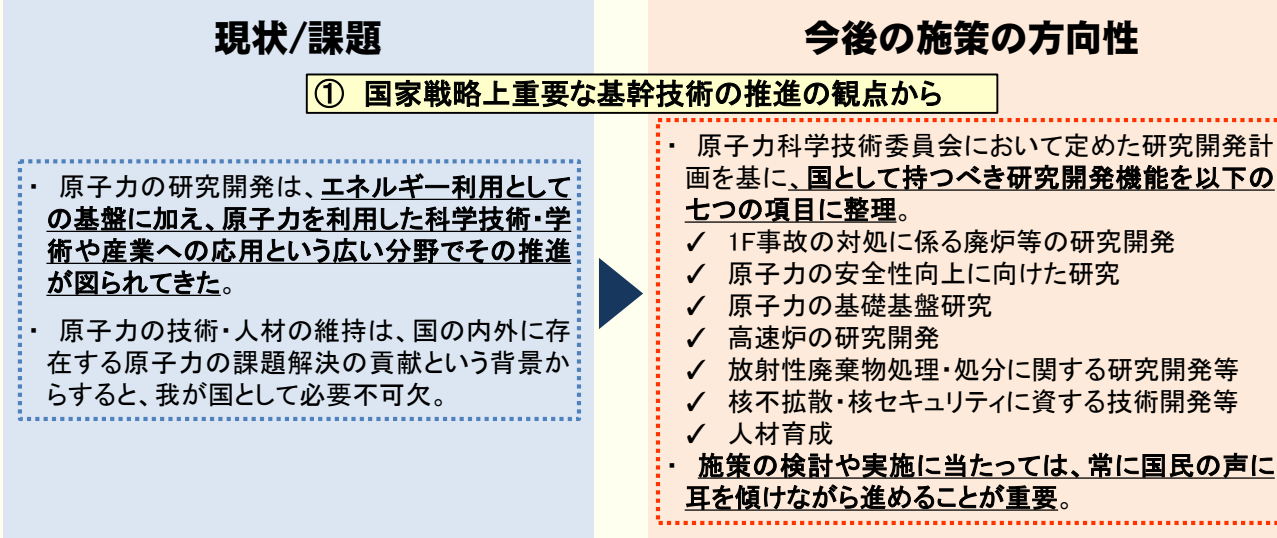 現状/課題
今後の施策の方向性
① 国家戦略上重要な基幹技術の推進の観点から
・ 原子力の研究開発は、エネルギー利用として
の基盤に加え、原子力を利用した科学技術・学
術や産業への応用という広い分野でその推進
が図られてきた。
・ 原子力の技術・人材の維持は、国の内外に存
在する原子力の課題解決の貢献という背景か
らすると、我が国として必要不可欠。
・ 原子力科学技術委員会において定めた研究開発計
画を基に、国として持つべき研究開発機能を以下の
七つの項目に整理。
✓ 1F事故の対処に係る廃炉等の研究開発
✓ 原子力の安全性向上に向けた研究
✓ 原子力の基礎基盤研究
✓ 高速炉の研究開発
✓ 放射性廃棄物処理・処分に関する研究開発等
✓ 核不拡散・核セキュリティに資する技術開発等
✓ 人材育成
・ 施策の検討や実施に当たっては、常に国民の声に
耳を傾けながら進めることが重要。